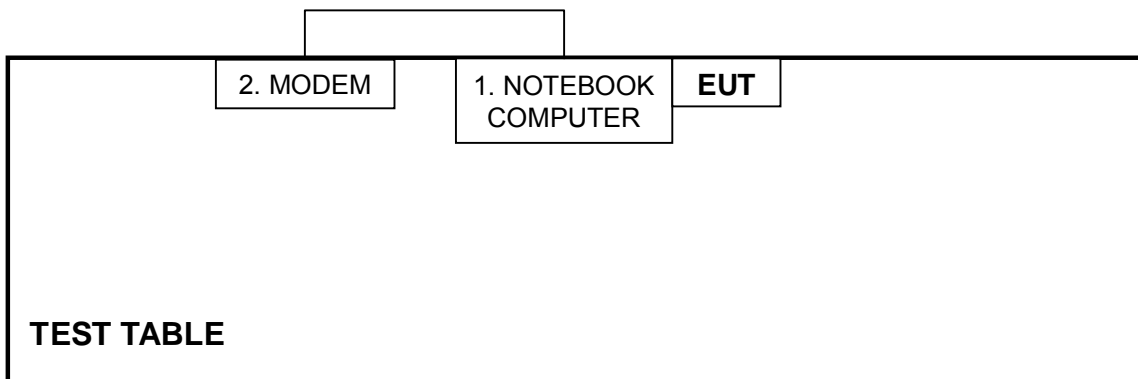 2. MODEM
1. NOTEBOOK
COMPUTER
EUT
TEST TABLE